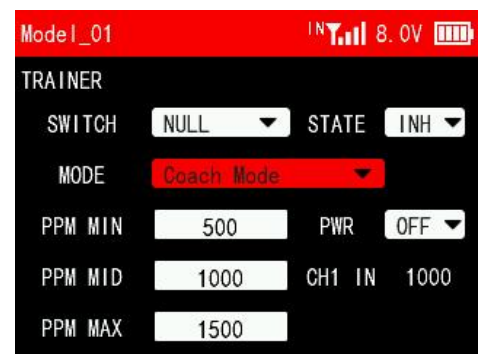 Model_01 IN 8.0V
TRAINER
SWITCH NULL STATE INH
MODE Coach Mode
PPM MIN 500 PWR OFF
PPM MID 1000 CH1 IN 1000
PPM MAX 1500